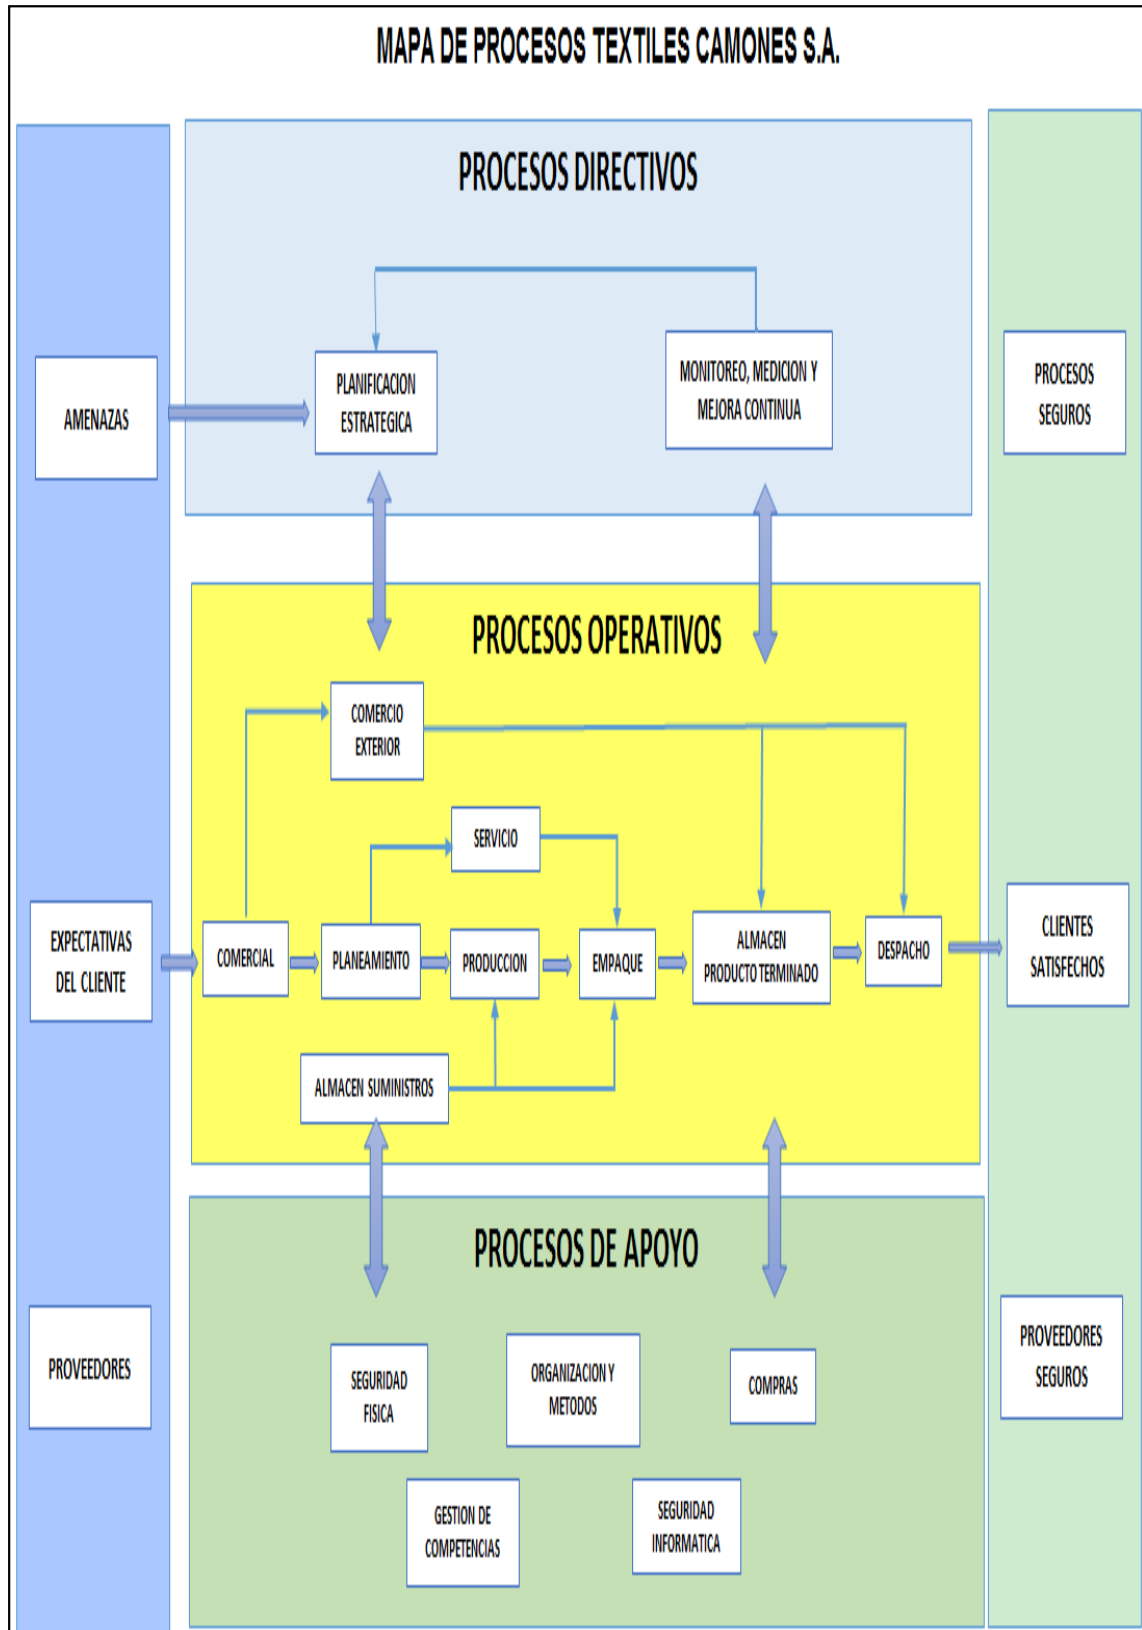 MAPA DE PROCESOS TEXTILES CAMONES S.A.
PROCESOS DIRECTIVOS
AMENAZAS
PLANIFICACION
ESTRATEGICA
MONITOREO, MEDICION Y
MEJORA CONTINUA
PROCESOS
SEGUROS
PROCESOS OPERATIVOS
COMERCIO
EXTERIOR
SERVICIO
EXPECTATIVAS
DEL CLIENTE
COMERCIAL
PLANEAMIENTO
PRODUCCION
EMPAQUE
ALMACEN
PRODUCTO TERMINADO
DESPACHO
CLIENTES
SATISFECHOS
ALMACEN SUMINISTROS
PROCESOS DE APOYO
PROVEEDORES
SEGURIDAD
FISICA
ORGANIZACION Y
METODOS
COMPRAS
PROVEEDORES
SEGUROS
GESTION DE
COMPETENCIAS
SEGURIDAD
INFORMATICA